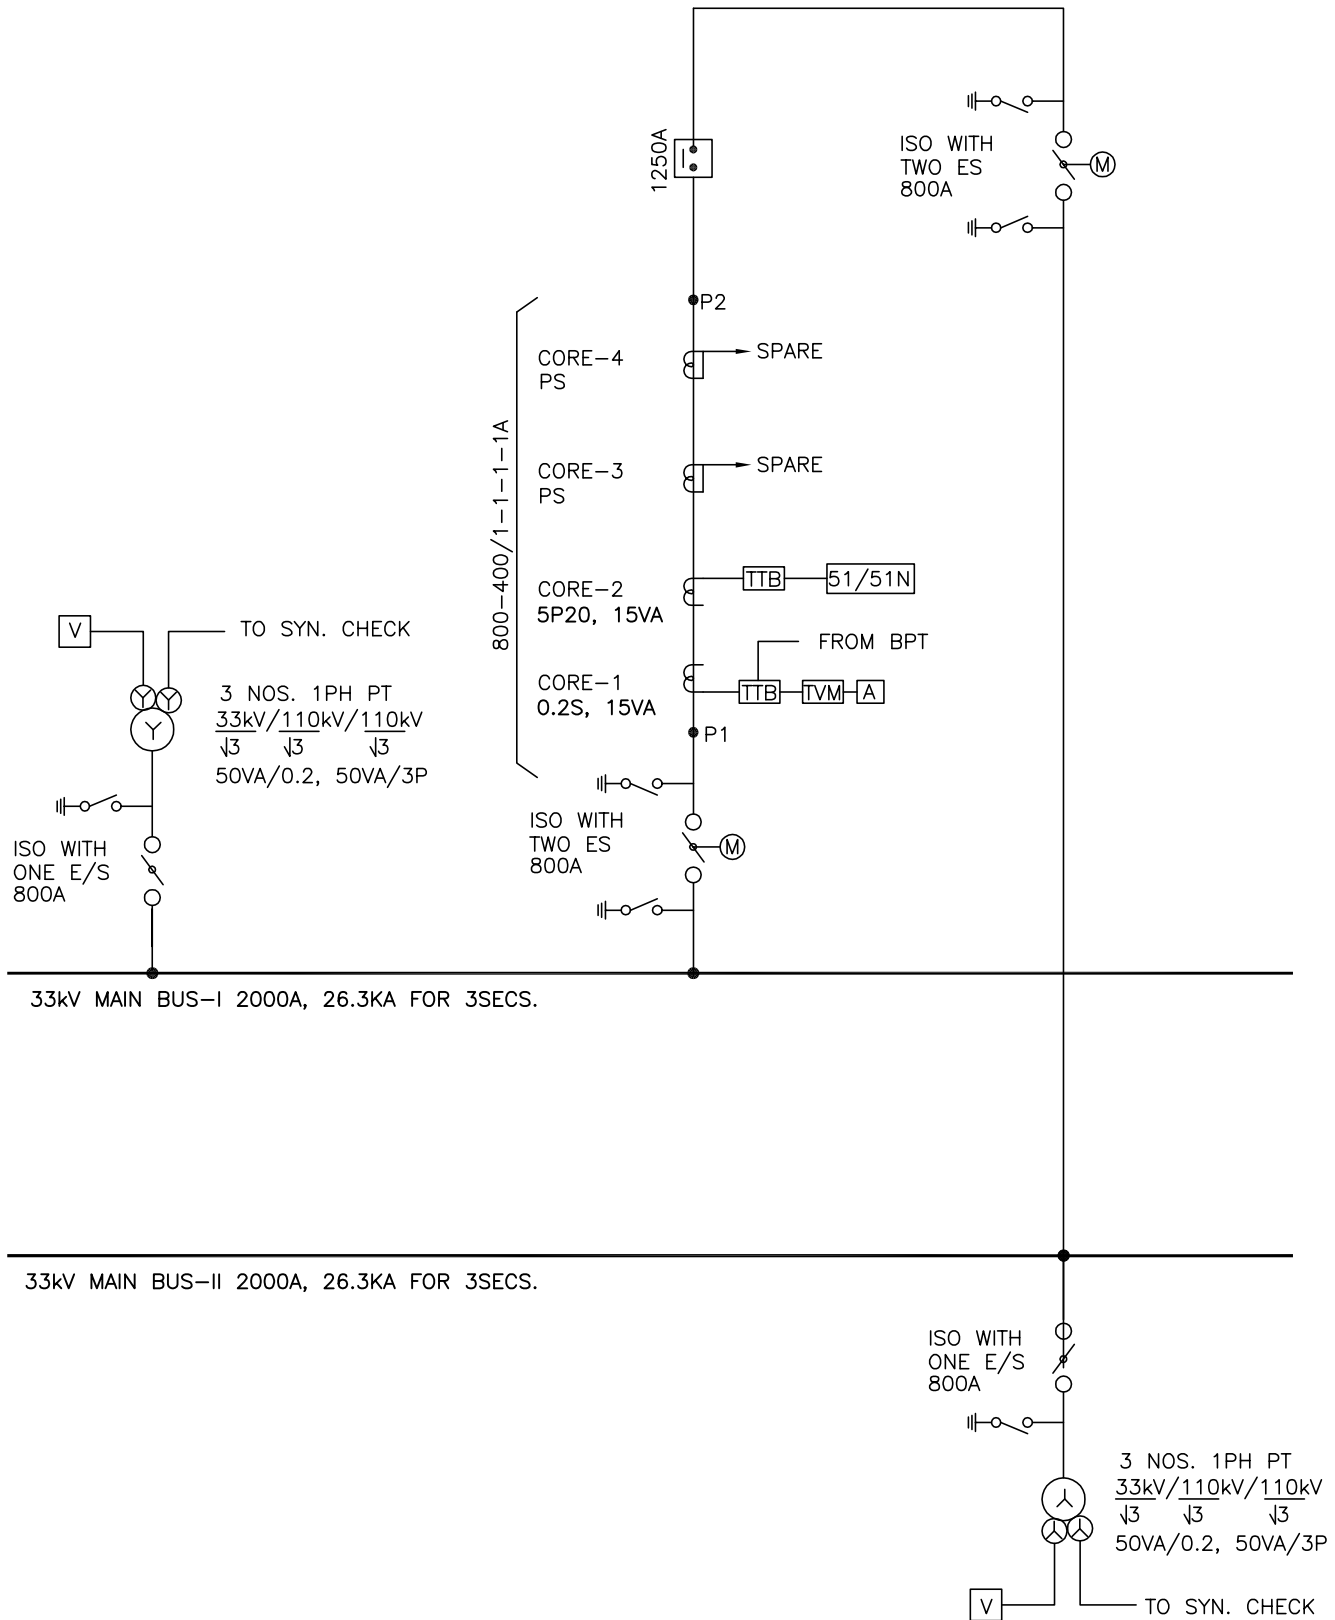 1250A
ISO WITH
TWO ES
800A
M
P2
CORE-4
PS
SPARE
CORE-3
PS
SPARE
800-400/1-1-1-1A
CORE-2
5P20, 15VA
TTB
51/51N
FROM BPT
CORE-1
0.2S, 15VA
TTB
TVM
A
P1
V
TO SYN. CHECK
3 NOS. 1PH PT
33kV/110kV/110kV
√3 √3 √3
50VA/0.2, 50VA/3P
ISO WITH
ONE E/S
800A
ISO WITH
TWO ES
800A
M
33kV MAIN BUS-I 2000A, 26.3KA FOR 3SECS.
33kV MAIN BUS-II 2000A, 26.3KA FOR 3SECS.
ISO WITH
ONE E/S
800A
3 NOS. 1PH PT
33kV/110kV/110kV
√3 √3 √3
50VA/0.2, 50VA/3P
V
TO SYN. CHECK